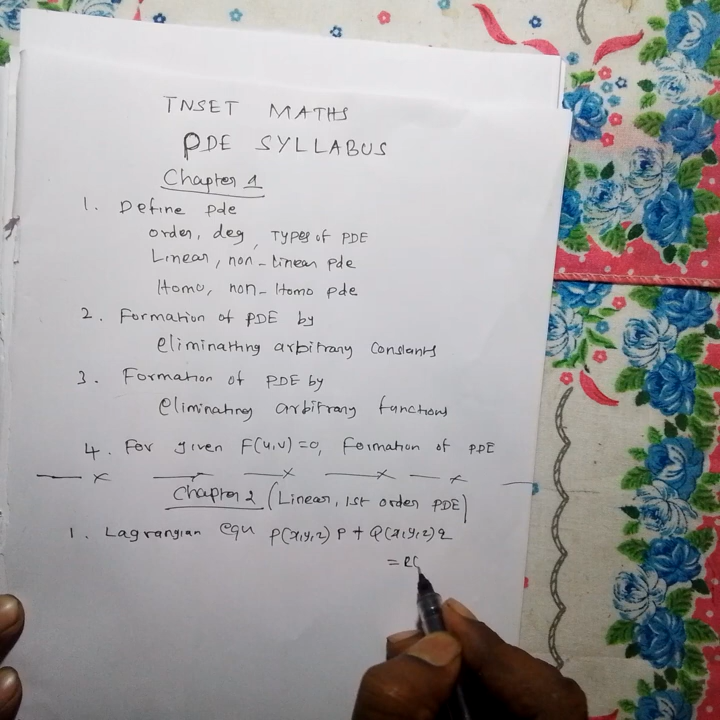 TNSET MATHS
PDE SYLLABUS
Chapter 1
1. Define pde
order, deg, Types of PDE
Linear, non-linear pde
Homo, non-Homo pde
2. Formation of PDE by
eliminating arbitrary constants
3. Formation of PDE by
eliminating arbitrary functions
4. For given F(u,v)=0, Formation of PDE
Chapter 2 (Linear, 1st order PDE)
1. Lagrangian equ P(x,y,z) p + Q(x,y,z) q
= R(